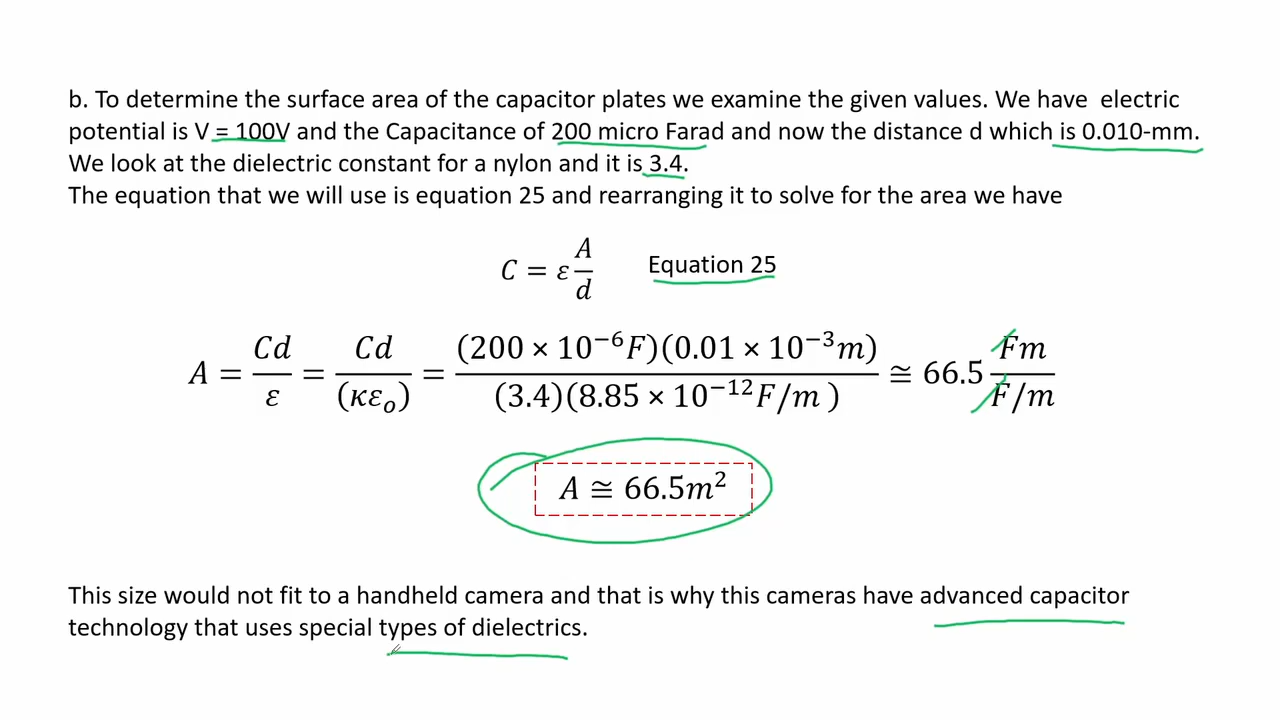 b. To determine the surface area of the capacitor plates we examine the given values. We have electric
potential is V = 100V and the Capacitance of 200 micro Farad and now the distance d which is 0.010-mm.
We look at the dielectric constant for a nylon and it is 3.4.
The equation that we will use is equation 25 and rearranging it to solve for the area we have
C = ε A/d Equation 25
A = Cd/ε = Cd/(κε₀) = (200 × 10⁻⁶F)(0.01 × 10⁻³m)/(3.4)(8.85 × 10⁻¹²F/m ) ≅ 66.5 Fm/F/m
A ≅ 66.5m²
This size would not fit to a handheld camera and that is why this cameras have advanced capacitor
technology that uses special types of dielectrics.